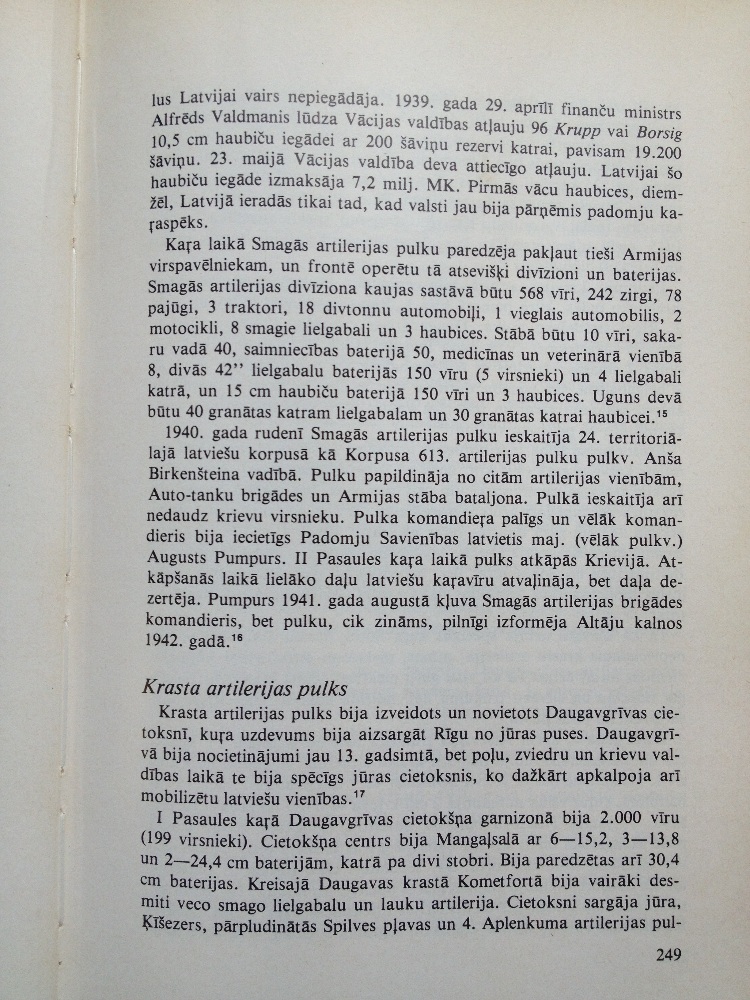 ļus Latvijai vairs nepiegādāja. 1939. gada 29. aprīlī finanču ministrs
Alfrēds Valdmanis lūdza Vācijas valdības atļauju 96 Krupp vai Borsig
10,5 cm haubiču iegādei ar 200 šāviņu rezervi katrai, pavisam 19.200
šāviņu. 23. maijā Vācijas valdība deva attiecīgo atļauju. Latvijai šo
haubiču iegāde izmaksāja 7,2 milj. MK. Pirmās vācu haubices, diem-
žēl, Latvijā ieradās tikai tad, kad valsti jau bija pārņēmis padomju ka-
ŗaspēks.
Kaŗa laikā Smagās artilerijas pulku paredzēja pakļaut tieši Armijas
virspavēlniekam, un frontē operētu tā atsevišķi divīzioni un baterijas.
Smagās artilerijas divīziona kaujas sastāvā būtu 568 vīri, 242 zirgi, 78
pajūgi, 3 traktori, 18 divtonnu automobiļi, 1 vieglais automobilis, 2
motocikli, 8 smagie lielgabali un 3 haubices. Stābā būtu 10 vīri, saka-
ru vadā 40, saimniecības baterijā 50, medicīnas un veterinārā vienībā
8, divās 42’’ lielgabalu baterijās 150 vīru (5 virsnieki) un 4 lielgabali
katrā, un 15 cm haubiču baterijā 150 vīri un 3 haubices. Uguns devā
būtu 40 granātas katram lielgabalam un 30 granātas katrai haubicei.¹⁵
1940. gada rudenī Smagās artilerijas pulku ieskaitīja 24. territoriā-
lajā latviešu korpusā kā Korpusa 613. artilerijas pulku pulkv. Anša
Birkenšteina vadībā. Pulku papildināja no citām artilerijas vienībām,
Auto-tanku brigādes un Armijas stāba bataljona. Pulkā ieskaitīja arī
nedaudz krievu virsnieku. Pulka komandieŗa palīgs un vēlāk koman-
dieris bija iecietīgs Padomju Savienības latvietis maj. (vēlāk pulkv.)
Augusts Pumpurs. II Pasaules kaŗa laikā pulks atkāpās Krievijā. At-
kāpšanās laikā lielāko daļu latviešu kaŗavīru atvaļināja, bet daļa de-
zertēja. Pumpurs 1941. gada augustā kļuva Smagās artilerijas brigādes
komandieris, bet pulku, cik zināms, pilnīgi izformēja Altāju kalnos
1942. gadā.¹⁶
Krasta artilerijas pulks
Krasta artilerijas pulks bija izveidots un novietots Daugavgrīvas cie-
toksnī, kuŗa uzdevums bija aizsargāt Rīgu no jūras puses. Daugavgrī-
vā bija nocietinājumi jau 13. gadsimtā, bet poļu, zviedru un krievu val-
dības laikā te bija spēcīgs jūras cietoksnis, ko dažkārt apkalpoja arī
mobilizētu latviešu vienības.¹⁷
I Pasaules kaŗā Daugavgrīvas cietokšņa garnizonā bija 2.000 vīru
(199 virsnieki). Cietokšņa centrs bija Mangaļsalā ar 6—15,2, 3—13,8
un 2—24,4 cm baterijām, katrā pa divi stobri. Bija paredzētas arī 30,4
cm baterijas. Kreisajā Daugavas krastā Kometfortā bija vairāki des-
miti veco smago lielgabalu un lauku artilerija. Cietoksni sargāja jūra,
Ķīšezers, pārpludinātās Spilves pļavas un 4. Aplenkuma artilerijas pul-
249